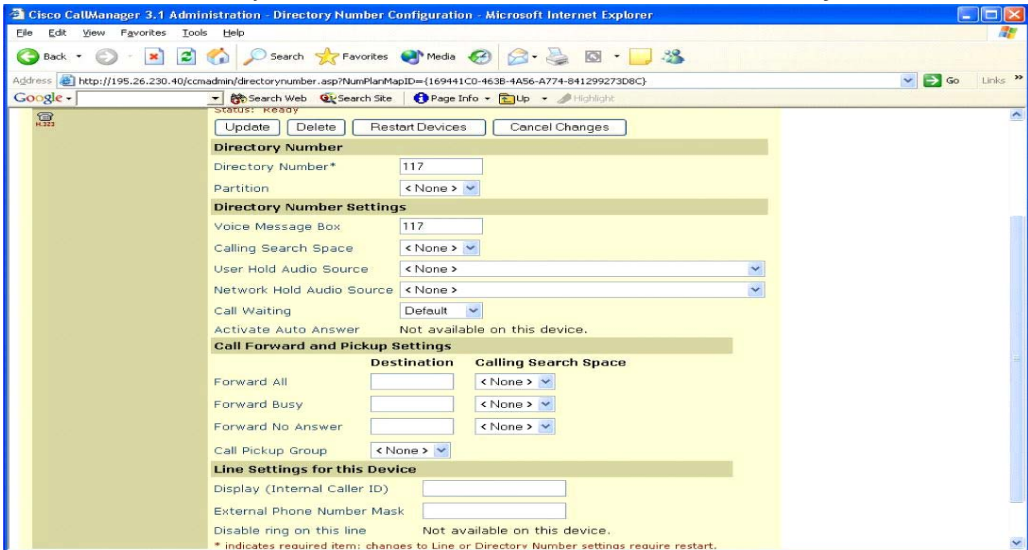 Cisco CallManager 3.1 Administration - Directory Number Configuration - Microsoft Internet Explorer
File Edit View Favorites Tools Help
Back Search Favorites Media
Address http://195.26.230.40/ccmadmin/directorynumber.asp?NumPlanMapID={169441C0-463B-4A56-A774-841299273D8C} Go Links »
Google Search Web Search Site Page Info Up Highlight
H.323
Status: Ready
Update Delete Restart Devices Cancel Changes
Directory Number
Directory Number* 117
Partition < None >
Directory Number Settings
Voice Message Box 117
Calling Search Space < None >
User Hold Audio Source < None >
Network Hold Audio Source < None >
Call Waiting Default
Activate Auto Answer Not available on this device.
Call Forward and Pickup Settings
Destination Calling Search Space
Forward All < None >
Forward Busy < None >
Forward No Answer < None >
Call Pickup Group < None >
Line Settings for this Device
Display (Internal Caller ID)
External Phone Number Mask
Disable ring on this line Not available on this device.
* indicates required item; changes to Line or Directory Number settings require restart.